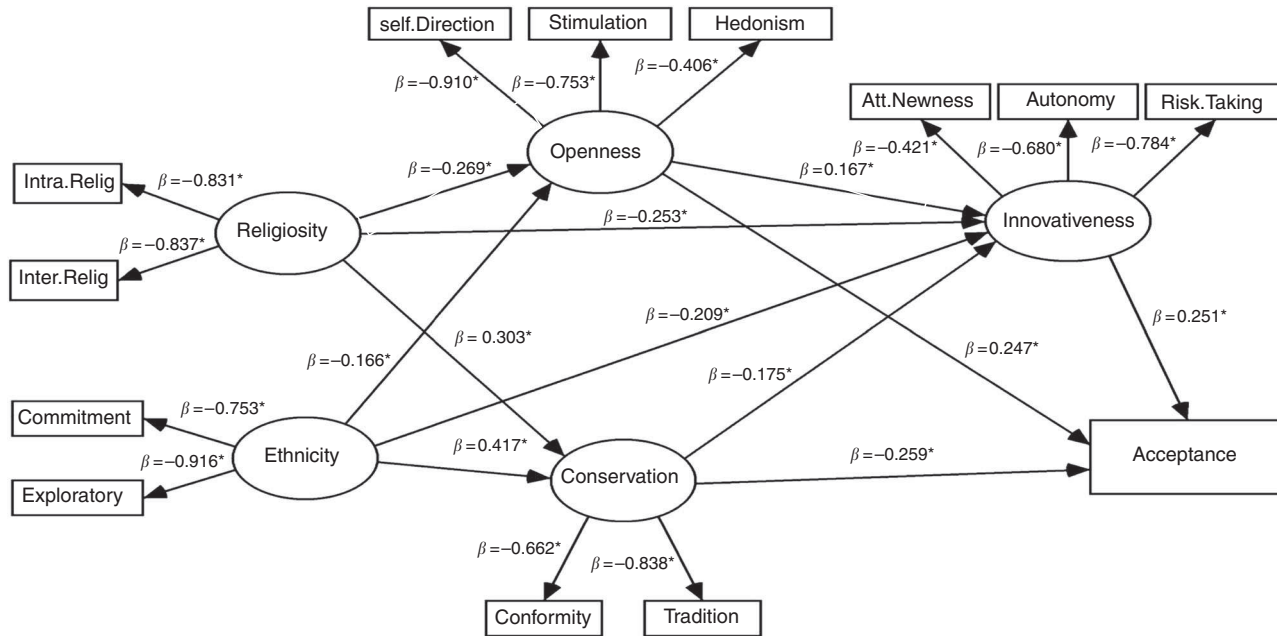 self.Direction
Stimulation
Hedonism
β=−0.910*
β=−0.753*
β=−0.406*
Att.Newness
Autonomy
Risk.Taking
Openness
β=−0.421*
β=−0.680*
β=−0.784*
Intra.Relig
β=−0.831*
β=−0.269*
β=0.167*
Religiosity
β=−0.253*
Innovativeness
β=−0.837*
Inter.Relig
β=−0.209*
β=0.251*
β=0.303*
β=0.247*
β=−0.166*
β=−0.175*
Commitment
β=−0.753*
Ethnicity
β=0.417*
Conservation
β=−0.259*
Acceptance
β=−0.916*
Exploratory
β=−0.662*
β=−0.838*
Conformity
Tradition